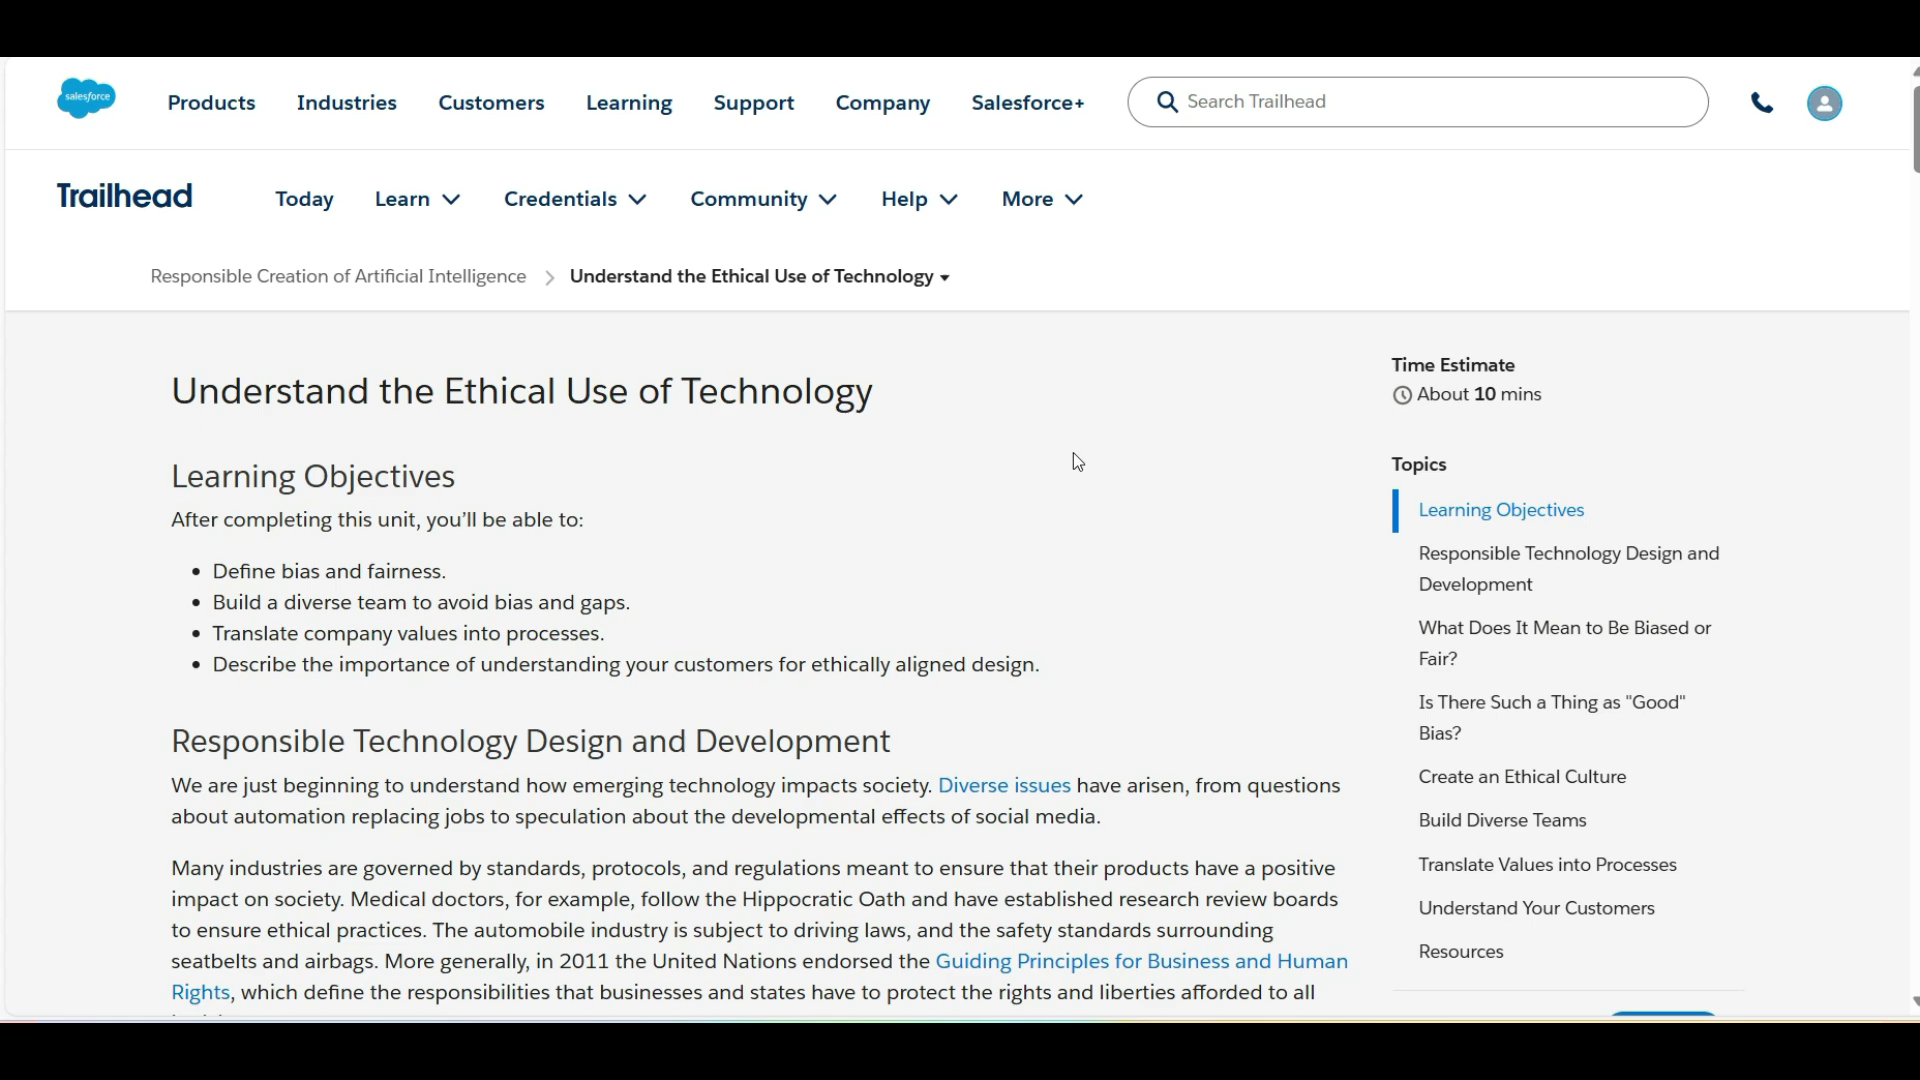 salesforce
Products Industries Customers Learning Support Company Salesforce+ Search Trailhead
Trailhead Today Learn Credentials Community Help More
Responsible Creation of Artificial Intelligence Understand the Ethical Use of Technology
Understand the Ethical Use of Technology
Learning Objectives
After completing this unit, you'll be able to:
Define bias and fairness.
Build a diverse team to avoid bias and gaps.
Translate company values into processes.
Describe the importance of understanding your customers for ethically aligned design.
Responsible Technology Design and Development
We are just beginning to understand how emerging technology impacts society. Diverse issues have arisen, from questions
about automation replacing jobs to speculation about the developmental effects of social media.
Many industries are governed by standards, protocols, and regulations meant to ensure that their products have a positive
impact on society. Medical doctors, for example, follow the Hippocratic Oath and have established research review boards
to ensure ethical practices. The automobile industry is subject to driving laws, and the safety standards surrounding
seatbelts and airbags. More generally, in 2011 the United Nations endorsed the Guiding Principles for Business and Human
Rights, which define the responsibilities that businesses and states have to protect the rights and liberties afforded to all
Time Estimate
About 10 mins
Topics
Learning Objectives
Responsible Technology Design and
Development
What Does It Mean to Be Biased or
Fair?
Is There Such a Thing as "Good"
Bias?
Create an Ethical Culture
Build Diverse Teams
Translate Values into Processes
Understand Your Customers
Resources